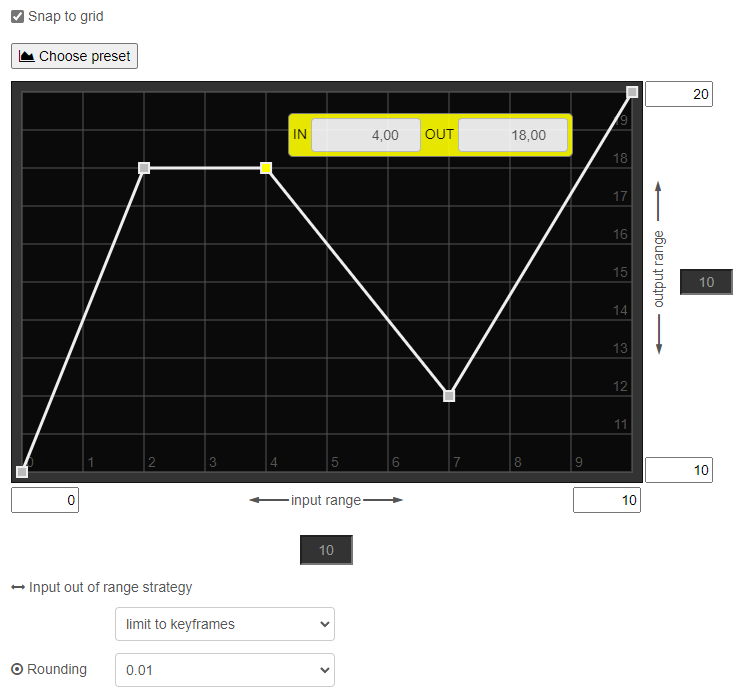 Snap to grid
Choose preset
20
IN 4,00 OUT 18,00
19
18
17
16
15
14
13
12
11
output range
10
0 1 2 3 4 5 6 7 8 9
10
0 input range 10
10
Input out of range strategy
limit to keyframes
Rounding 0.01